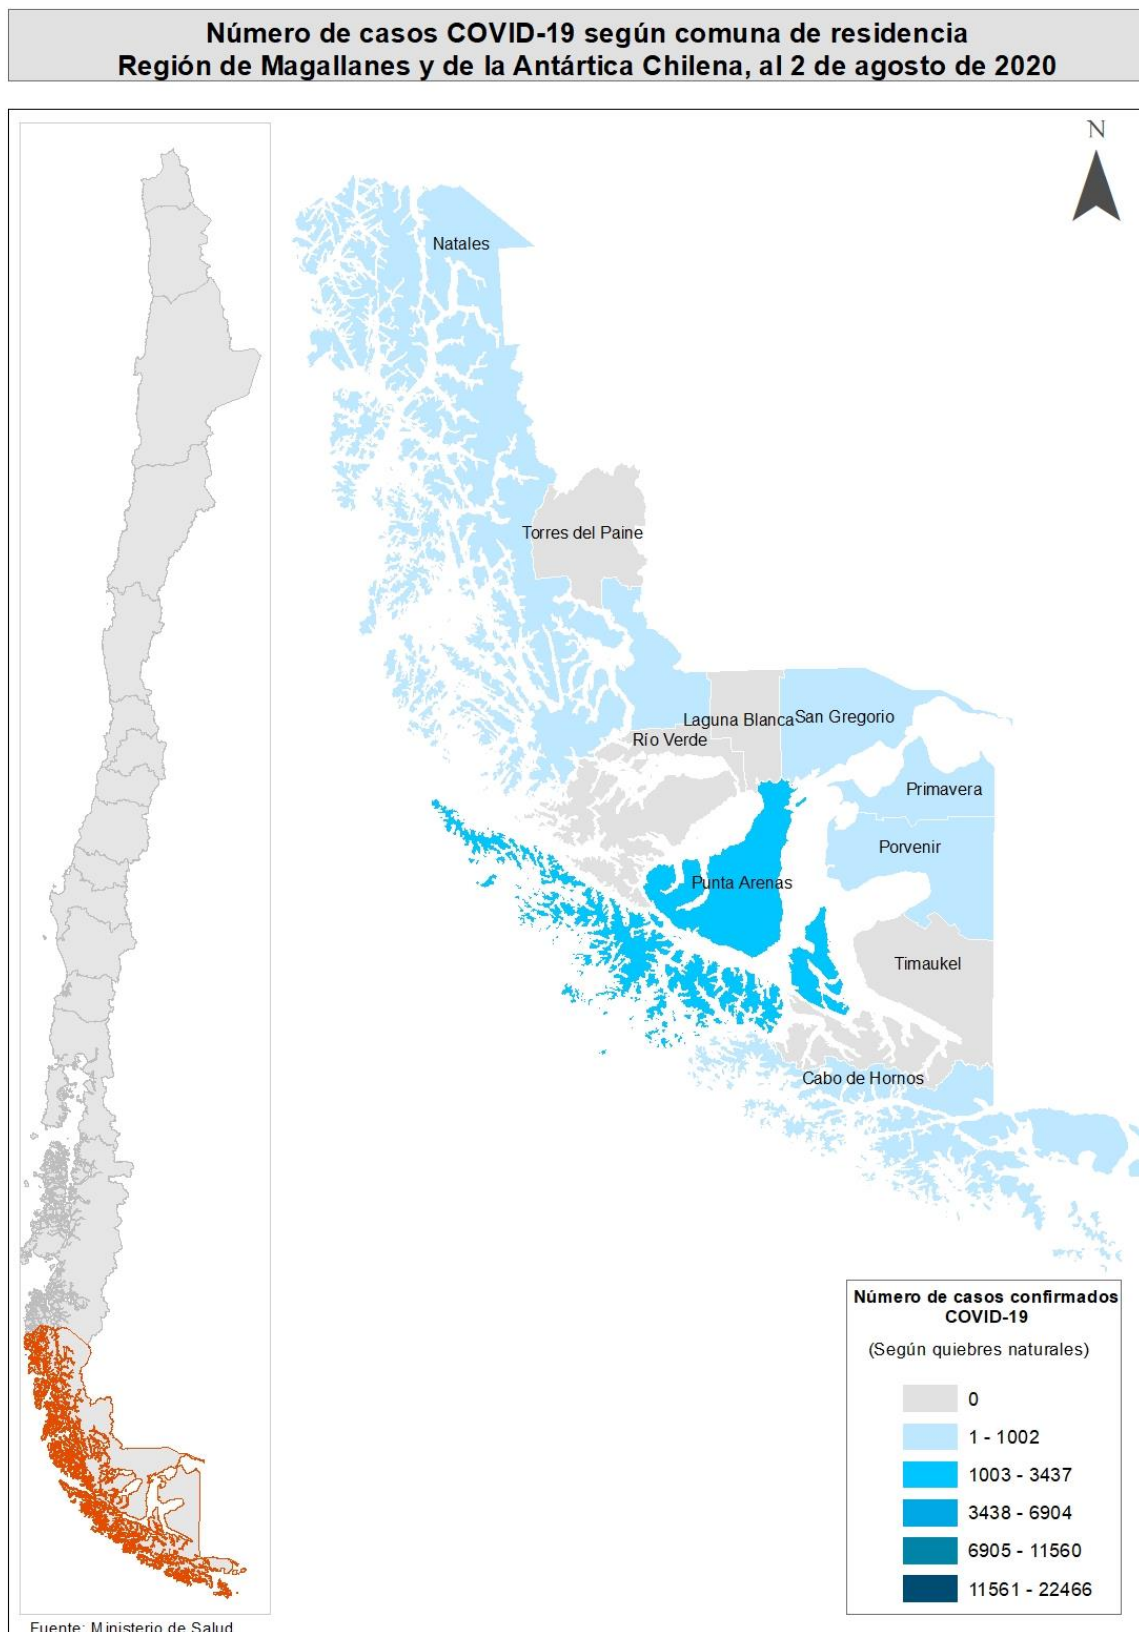 Número de casos COVID-19 según comuna de residencia
Región de Magallanes y de la Antártica Chilena, al 2 de agosto de 2020
N
Natales
Torres del Paine
Laguna Blanca
San Gregorio
Río Verde
Primavera
Porvenir
Punta Arenas
Timaukel
Cabo de Hornos
Número de casos confirmados
COVID-19
(Según quiebres naturales)
0
1 - 1002
1003 - 3437
3438 - 6904
6905 - 11560
11561 - 22466
Fuente: Ministerio de Salud